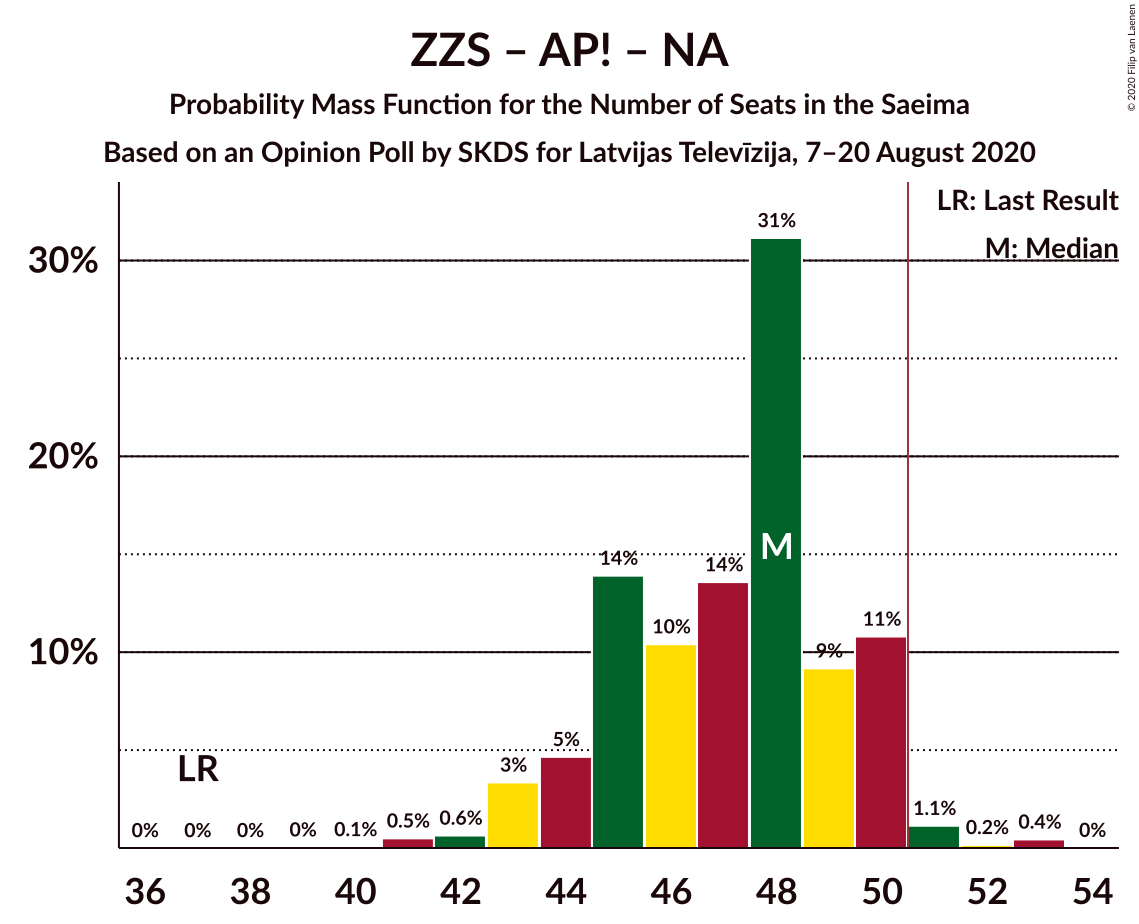 ZZS – AP! – NA
Probability Mass Function for the Number of Seats in the Saeima
Based on an Opinion Poll by SKDS for Latvijas Televīzija, 7–20 August 2020
© 2020 Filip van Laenen
LR: Last Result
M: Median
30%
20%
10%
31%
14%
10%
14%
9%
11%
3%
5%
LR
M
0% 0% 0% 0% 0.1% 0.5% 0.6% 1.1% 0.2% 0.4% 0%
36 38 40 42 44 46 48 50 52 54